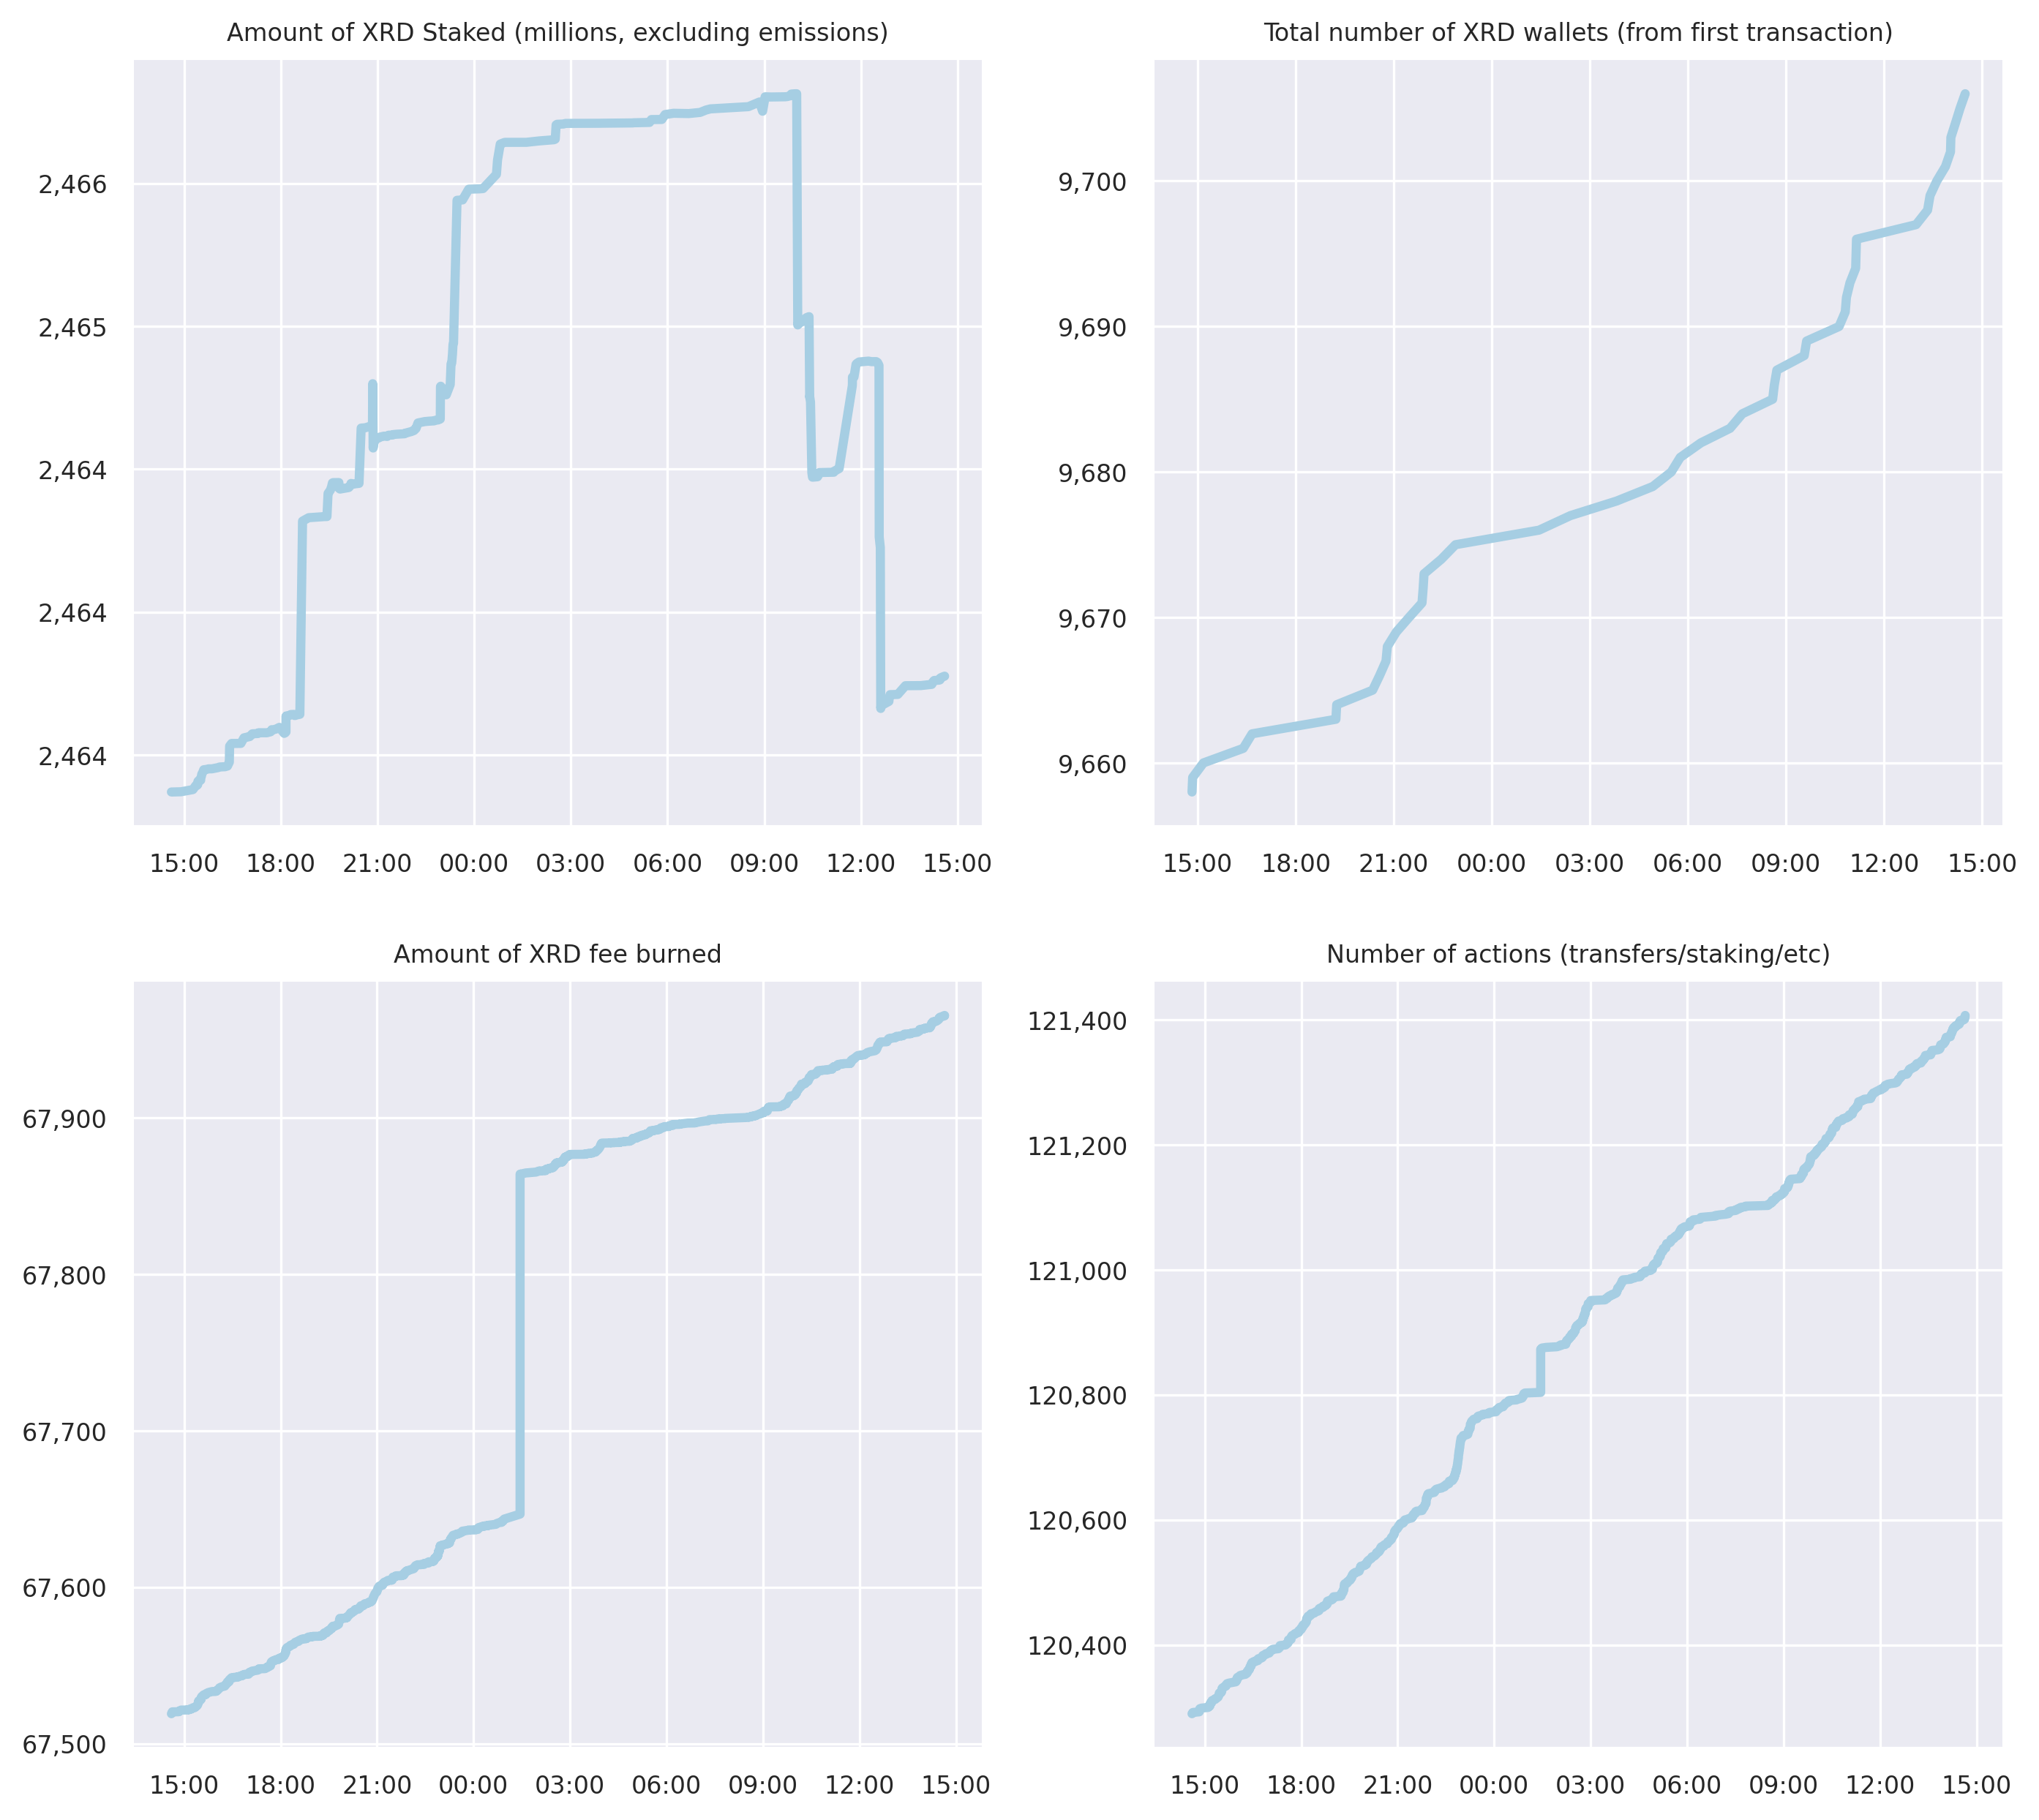 Amount of XRD Staked (millions, excluding emissions)
2,466
2,465
2,464
2,464
2,464
15:00 18:00 21:00 00:00 03:00 06:00 09:00 12:00 15:00
Total number of XRD wallets (from first transaction)
9,700
9,690
9,680
9,670
9,660
15:00 18:00 21:00 00:00 03:00 06:00 09:00 12:00 15:00
Amount of XRD fee burned
67,900
67,800
67,700
67,600
67,500
15:00 18:00 21:00 00:00 03:00 06:00 09:00 12:00 15:00
Number of actions (transfers/staking/etc)
121,400
121,200
121,000
120,800
120,600
120,400
15:00 18:00 21:00 00:00 03:00 06:00 09:00 12:00 15:00